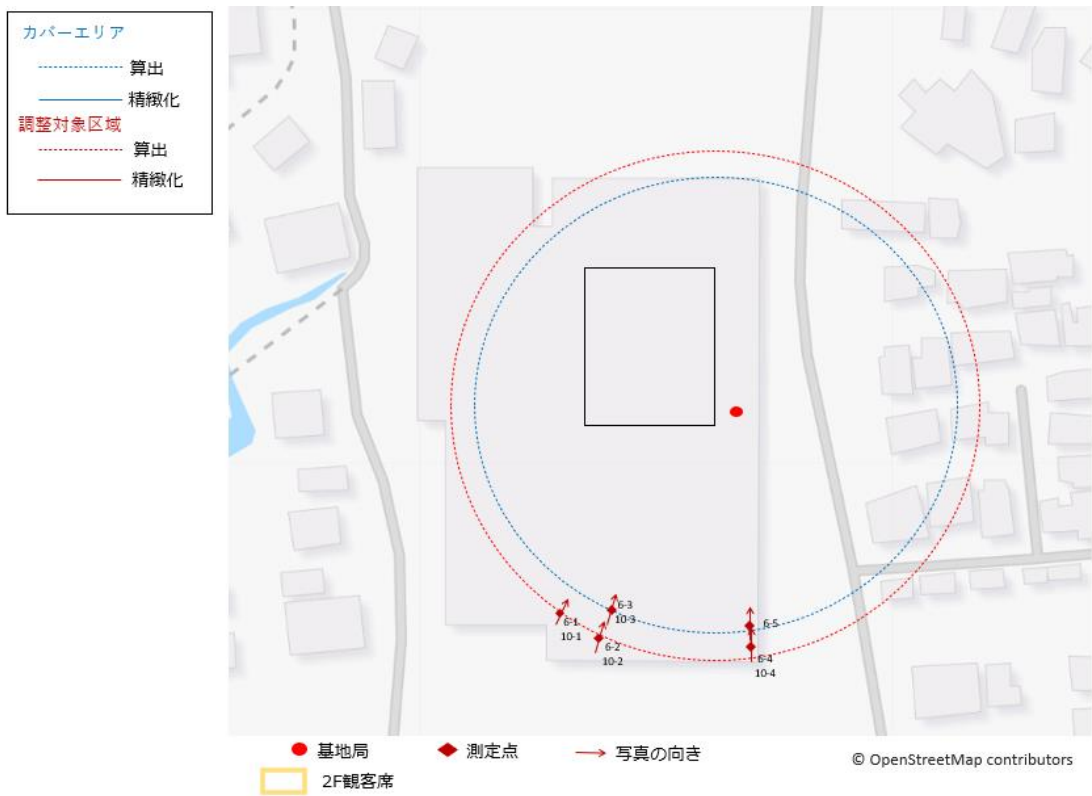 カバーエリア
算出
精緻化
調整対象区域
算出
精緻化
6-3
10-3
6-1
10-1
6-2
10-2
6-5
6-4
10-4
基地局
測定点
写真の向き
© OpenStreetMap contributors
2F観客席